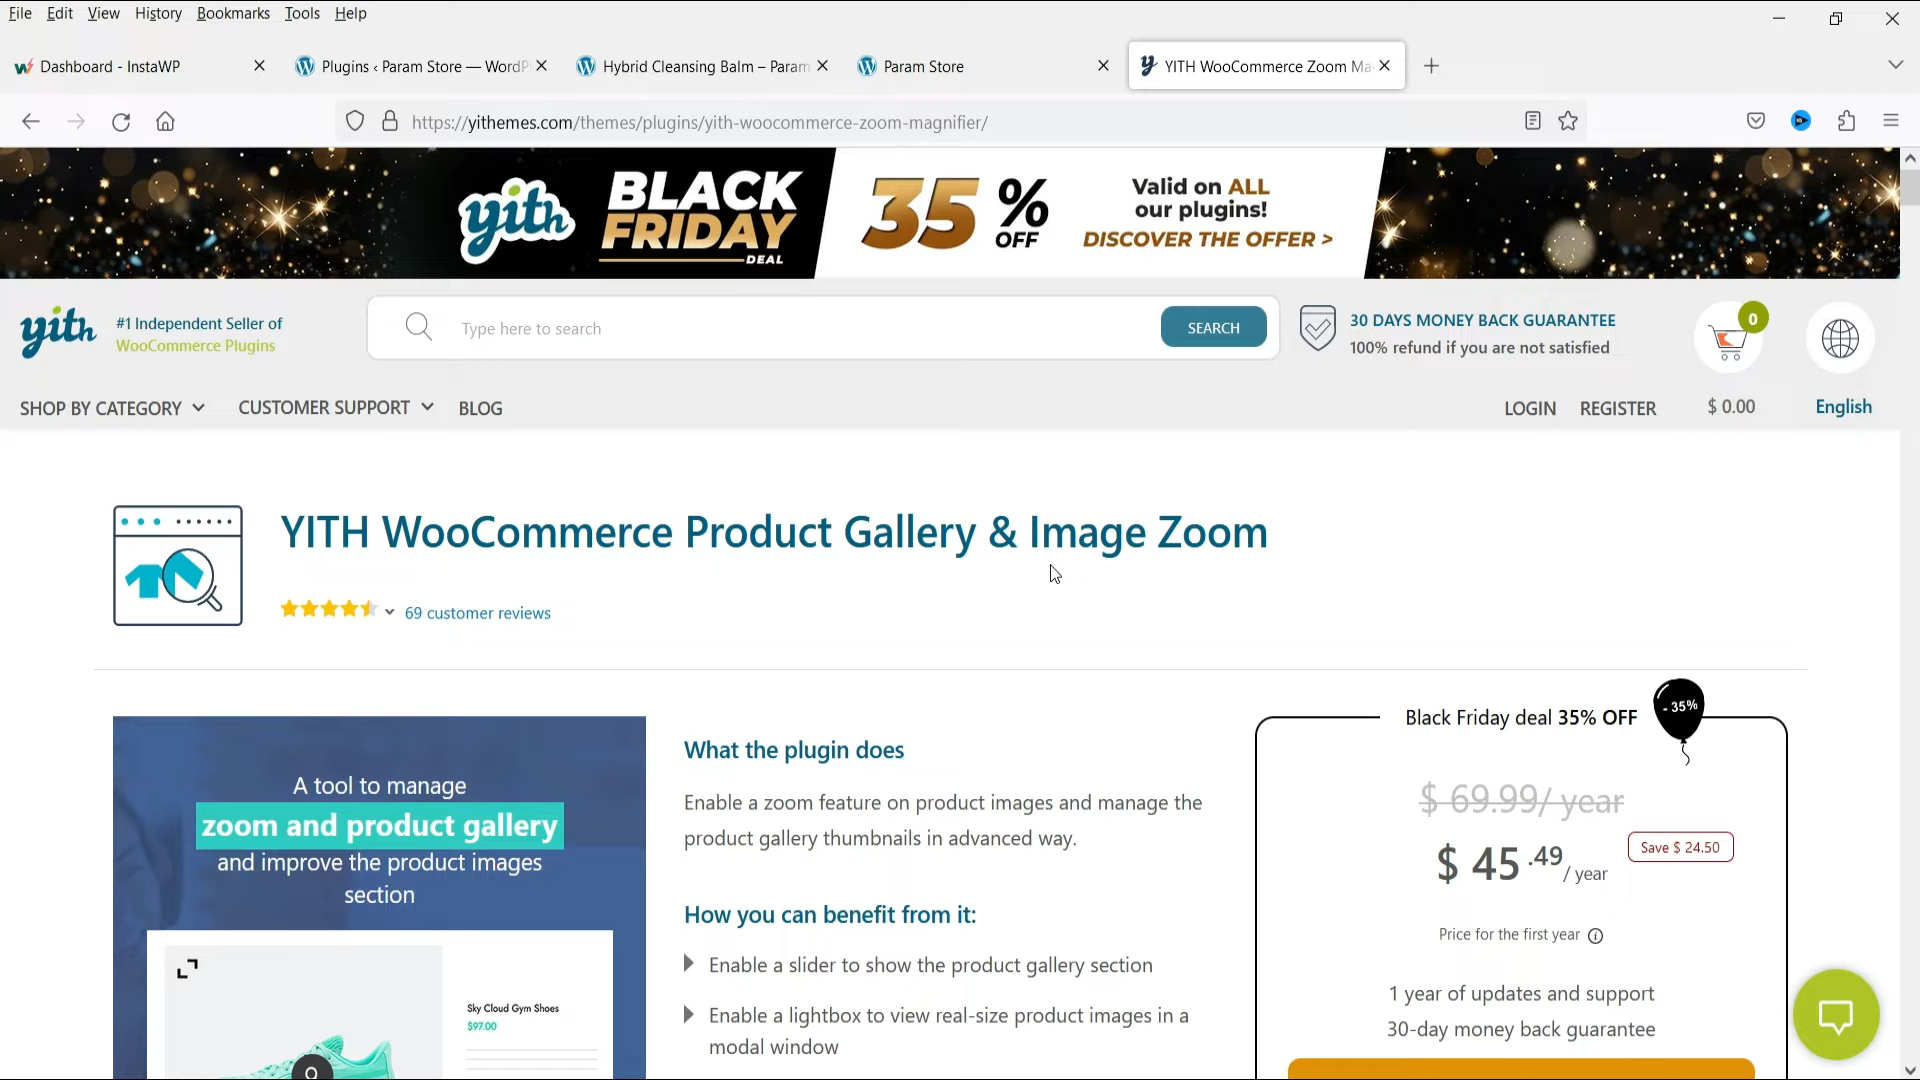 File Edit View History Bookmarks Tools Help
Dashboard - InstaWP
Plugins ‹ Param Store — WordP
Hybrid Cleansing Balm – Param
Param Store
YITH WooCommerce Zoom Ma
https://yithemes.com/themes/plugins/yith-woocommerce-zoom-magnifier/
yith
BLACK
FRIDAY
DEAL
35% OFF
Valid on ALL
our plugins!
DISCOVER THE OFFER >
yith
#1 Independent Seller of
WooCommerce Plugins
Type here to search
SEARCH
30 DAYS MONEY BACK GUARANTEE
100% refund if you are not satisfied
0
SHOP BY CATEGORY
CUSTOMER SUPPORT
BLOG
LOGIN
REGISTER
$ 0.00
English
YITH WooCommerce Product Gallery & Image Zoom
69 customer reviews
A tool to manage
zoom and product gallery
and improve the product images
section
Sky Cloud Gym Shoes
$97.00
What the plugin does
Enable a zoom feature on product images and manage the
product gallery thumbnails in advanced way.
How you can benefit from it:
Enable a slider to show the product gallery section
Enable a lightbox to view real-size product images in a
modal window
Black Friday deal 35% OFF
- 35%
$ 69.99/ year
$ 45.49/ year
Save $ 24.50
Price for the first year
1 year of updates and support
30-day money back guarantee